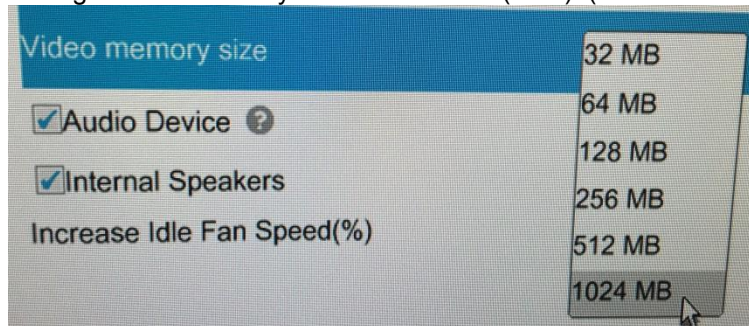 Video memory size
32 MB
64 MB
Audio Device ?
128 MB
Internal Speakers
256 MB
Increase Idle Fan Speed(%)
512 MB
1024 MB